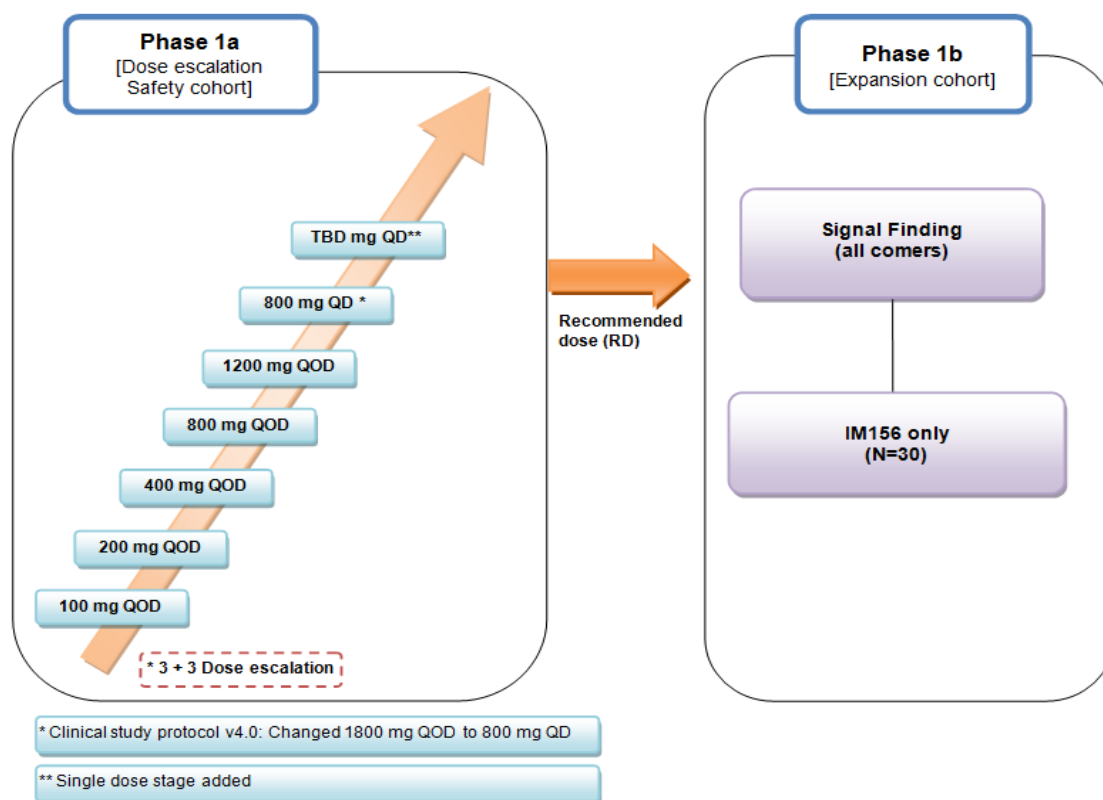 Phase 1a
[Dose escalation
Safety cohort]
TBD mg QD**
800 mg QD *
1200 mg QOD
800 mg QOD
400 mg QOD
200 mg QOD
100 mg QOD
* 3 + 3 Dose escalation
Recommended
dose (RD)
Phase 1b
[Expansion cohort]
Signal Finding
(all comers)
IM156 only
(N=30)
* Clinical study protocol v4.0: Changed 1800 mg QOD to 800 mg QD
** Single dose stage added